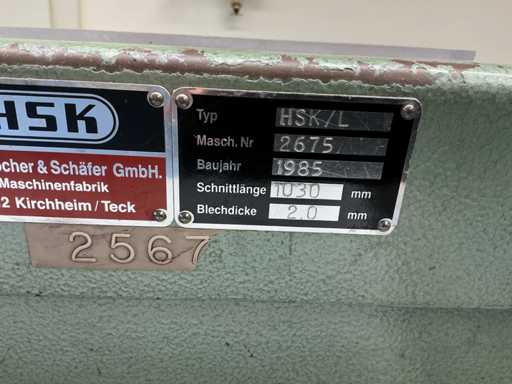 HSK
cher & Schäfer GmbH.
Maschinenfabrik
2 Kirchheim/Teck
Typ HSK/L
Masch. Nr 2675
Baujahr 1985
Schnittlänge 1030 mm
Blechdicke 2.0 mm
2567